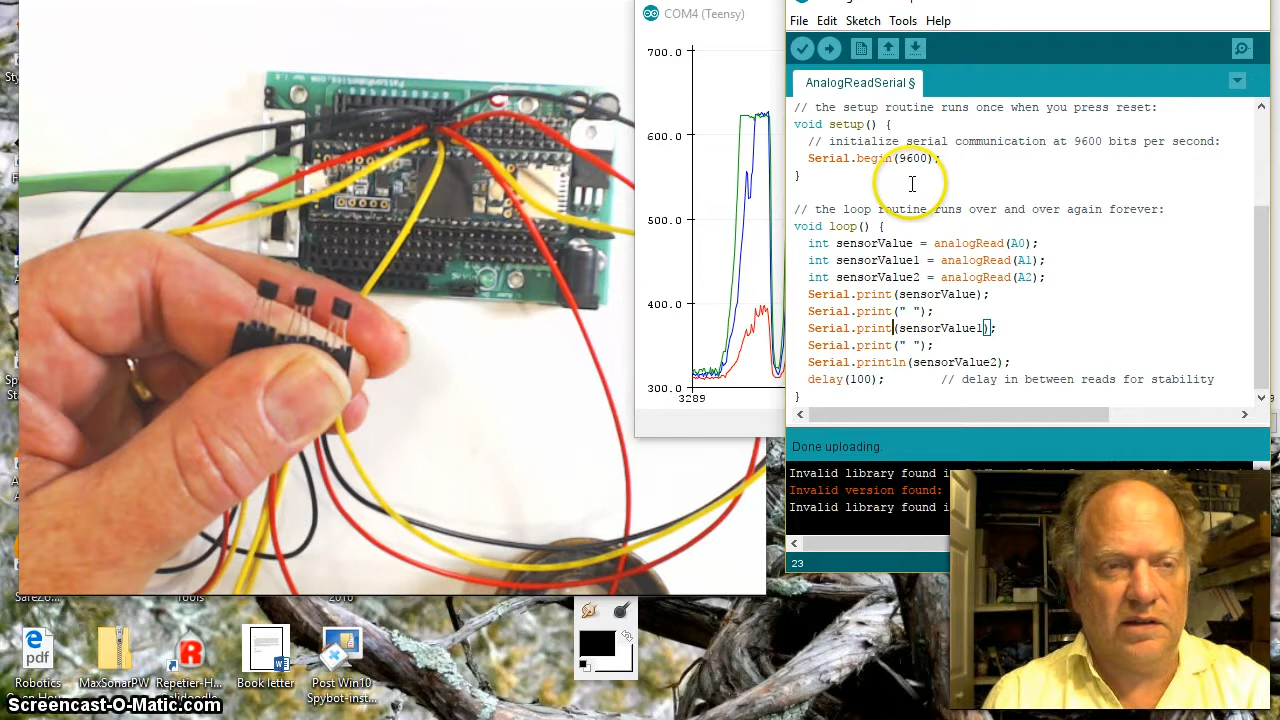 COM4 (Teensy)
700.0
600.0
500.0
400.0
300.0
3289
File Edit Sketch Tools Help
AnalogReadSerial §
// the setup routine runs once when you press reset:
void setup() {
// initialize serial communication at 9600 bits per second:
Serial.begin(9600);
}
// the loop routine runs over and over again forever:
void loop() {
int sensorValue = analogRead(A0);
int sensorValue1 = analogRead(A1);
int sensorValue2 = analogRead(A2);
Serial.print(sensorValue);
Serial.print(" ");
Serial.print(sensorValue1);
Serial.print(" ");
Serial.println(sensorValue2);
delay(100); // delay in between reads for stability
}
Done uploading.
Invalid library found i
Invalid version found:
Invalid library found i
23
Tools
2016
pdf
Robotics
MaxSonarPW
Repetier-H...
Book letter
Post Win10
Spybot-inst...
Screencast-O-Matic.com